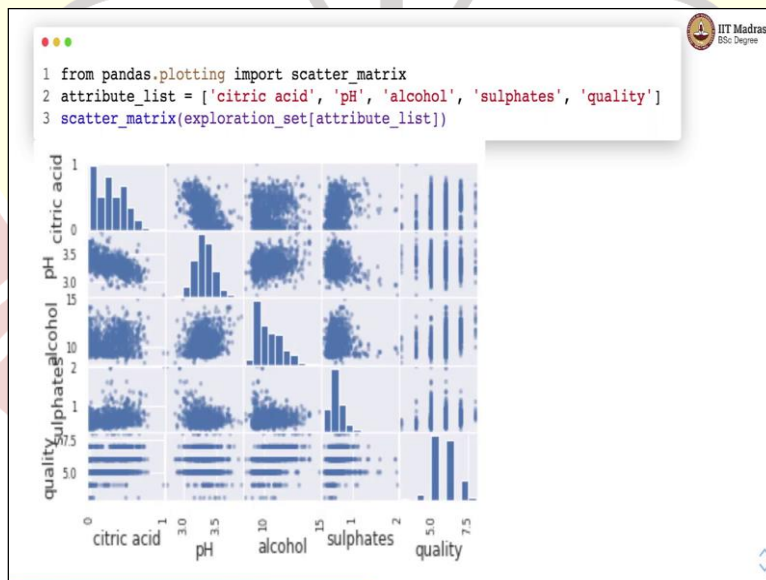 IIT Madras
BSc Degree
1 from pandas.plotting import scatter_matrix
2 attribute_list = ['citric acid', 'pH', 'alcohol', 'sulphates', 'quality']
3 scatter_matrix(exploration_set[attribute_list])
citric acid
1
0
pH
3.5
3.0
alcohol
15
10
sulphates
2
1
quality
7.5
5.0
0 1 3.0 3.5 10 15 1 2 5.0 7.5
citric acid pH alcohol sulphates quality